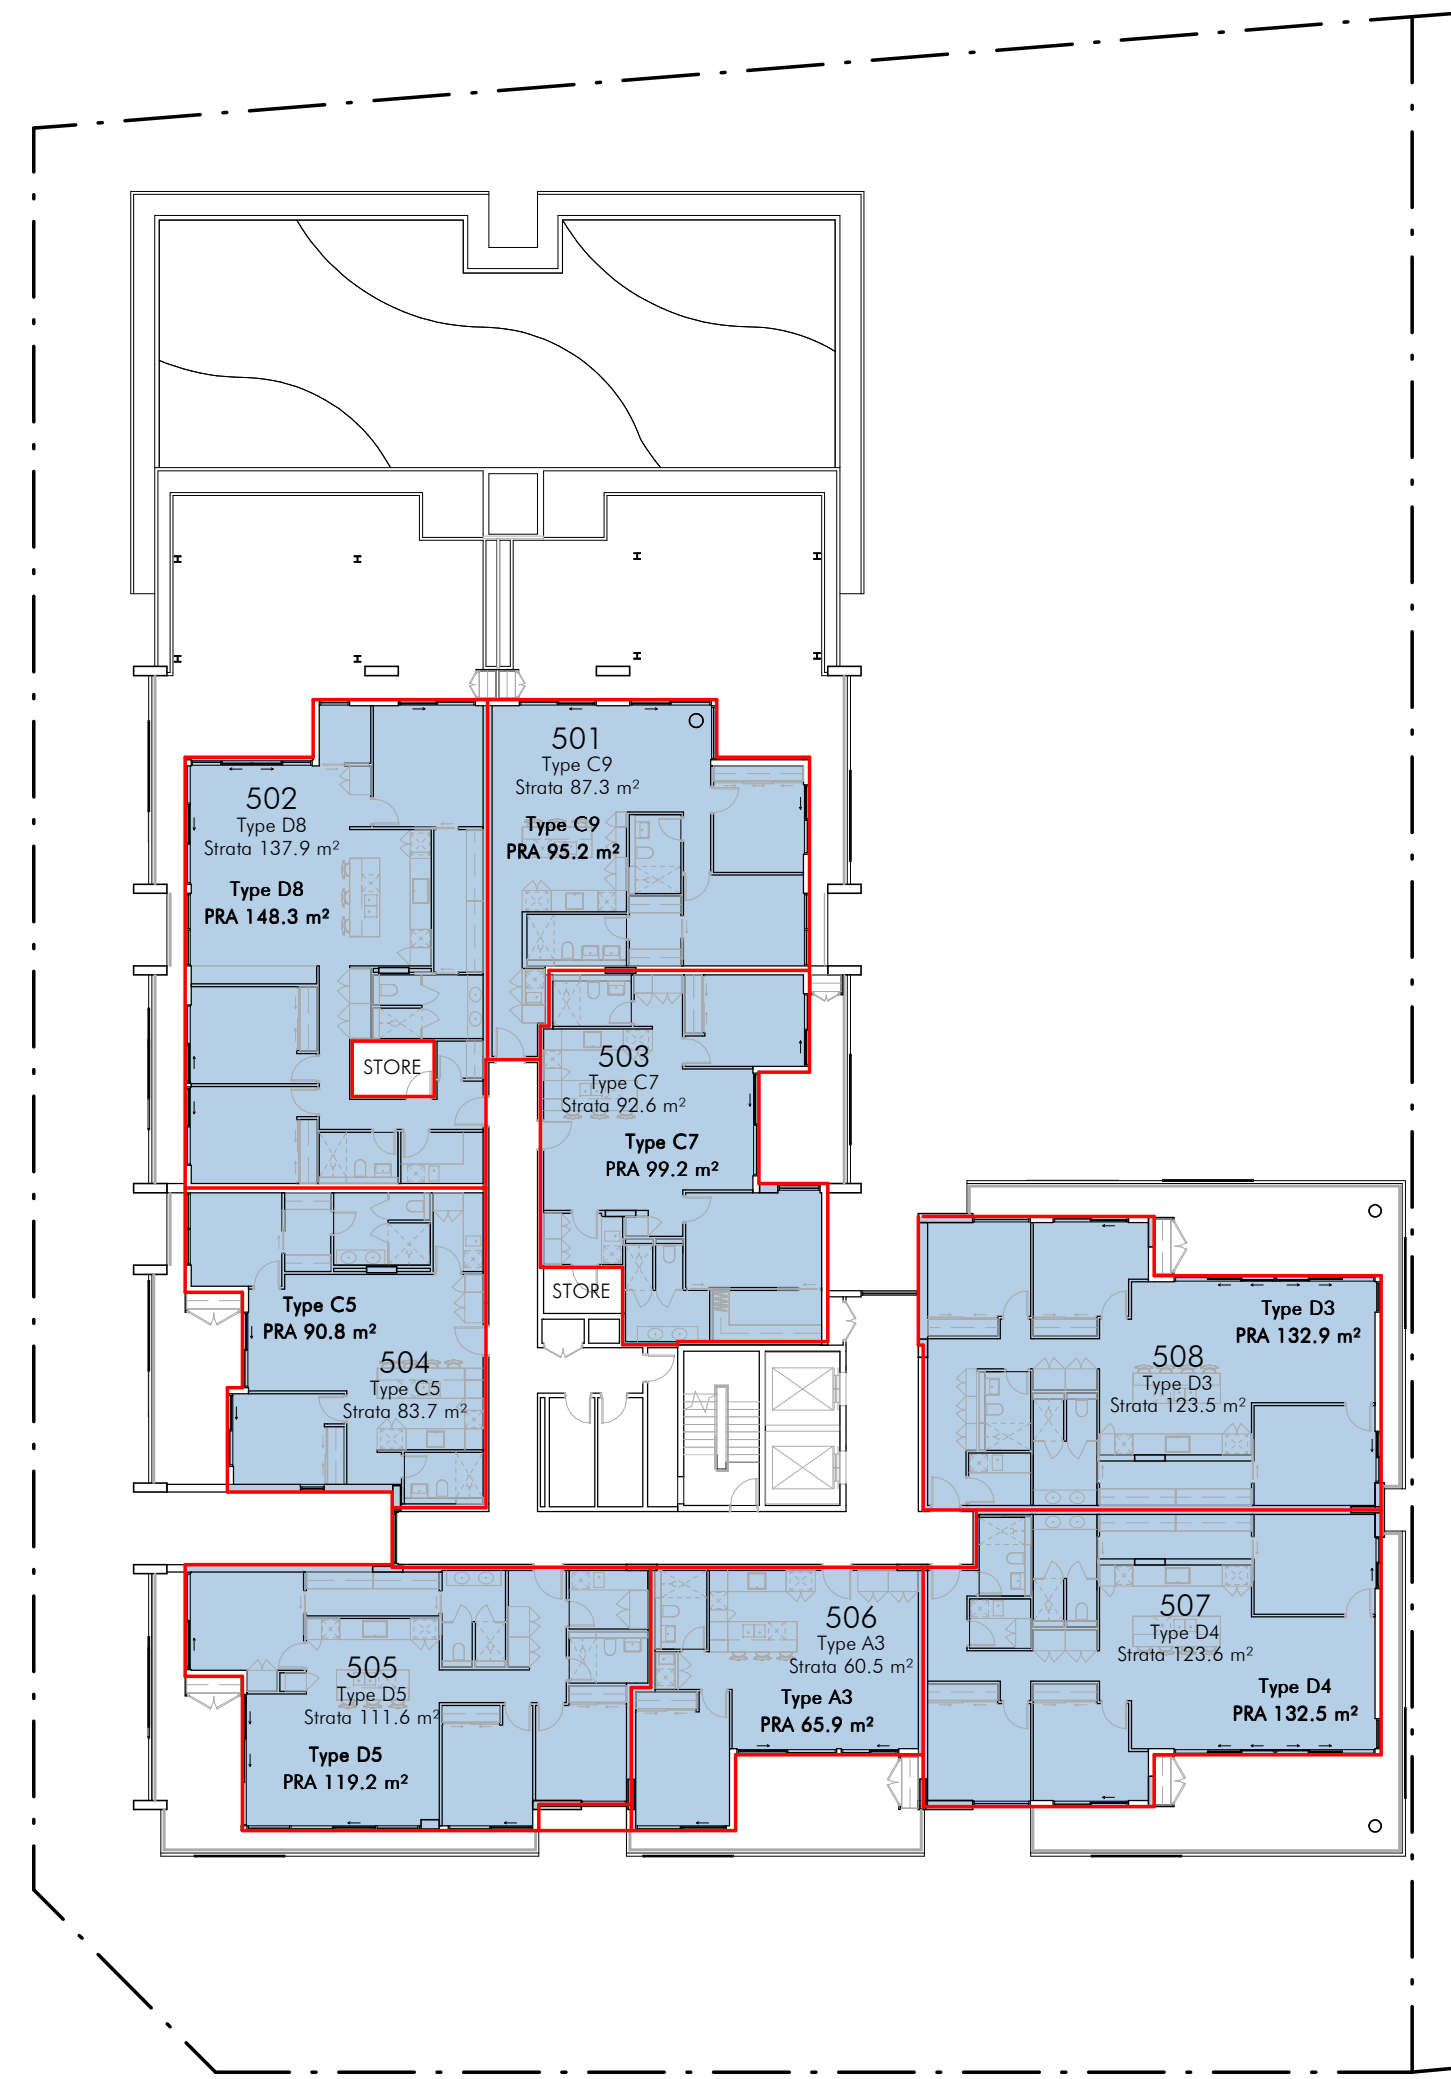 501
Type C9
Strata 87.3 m²
Type C9
PRA 95.2 m²
502
Type D8
Strata 137.9 m²
Type D8
PRA 148.3 m²
STORE
503
Type C7
Strata 92.6 m²
Type C7
PRA 99.2 m²
STORE
Type C5
PRA 90.8 m²
504
Type C5
Strata 83.7 m²
Type D3
PRA 132.9 m²
508
Type D3
Strata 123.5 m²
505
Type D5
Strata 111.6 m²
Type D5
PRA 119.2 m²
506
Type A3
Strata 60.5 m²
Type A3
PRA 65.9 m²
507
Type D4
Strata 123.6 m²
Type D4
PRA 132.5 m²